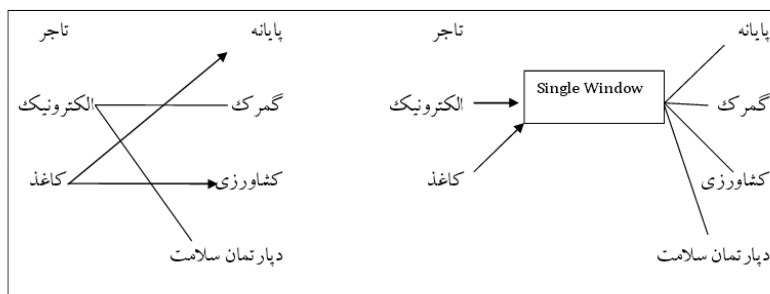 پایانه تاجر
گمرک الکترونیک
کشاورزی کاغذ
دپارتمان سلامت
پایانه تاجر
Single Window
گمرک الکترونیک
کشاورزی کاغذ
دپارتمان سلامت